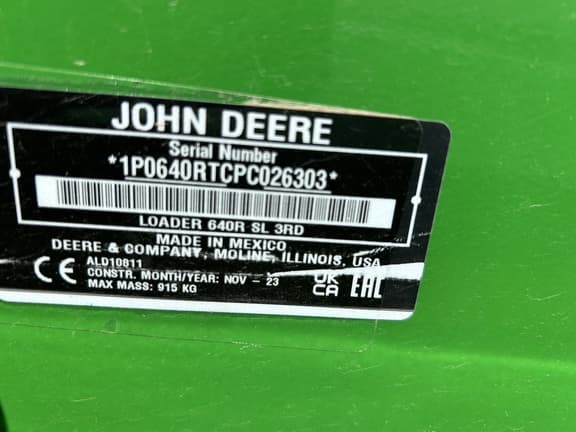 JOHN DEERE
Serial Number
*1P0640RTCPC026303*
LOADER 640R SL 3RD
MADE IN MEXICO
DEERE & COMPANY, MOLINE, ILLINOIS, USA
ALD10811
CE CONSTR. MONTH/YEAR: NOV - 23 UK CA EAC
MAX MASS: 915 KG